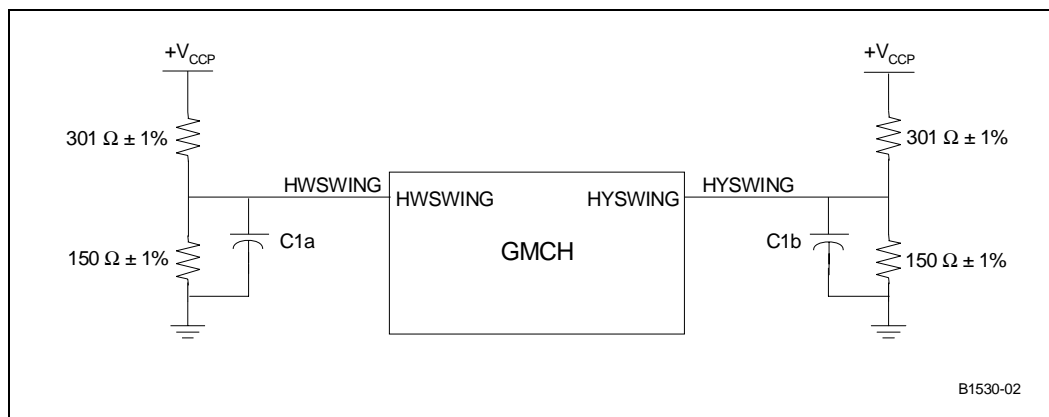 +V_CCP
+V_CCP
301 Ω ± 1%
301 Ω ± 1%
HWSWING
HYSWING
HWSWING
HYSWING
C1a
C1b
GMCH
150 Ω ± 1%
150 Ω ± 1%
B1530-02